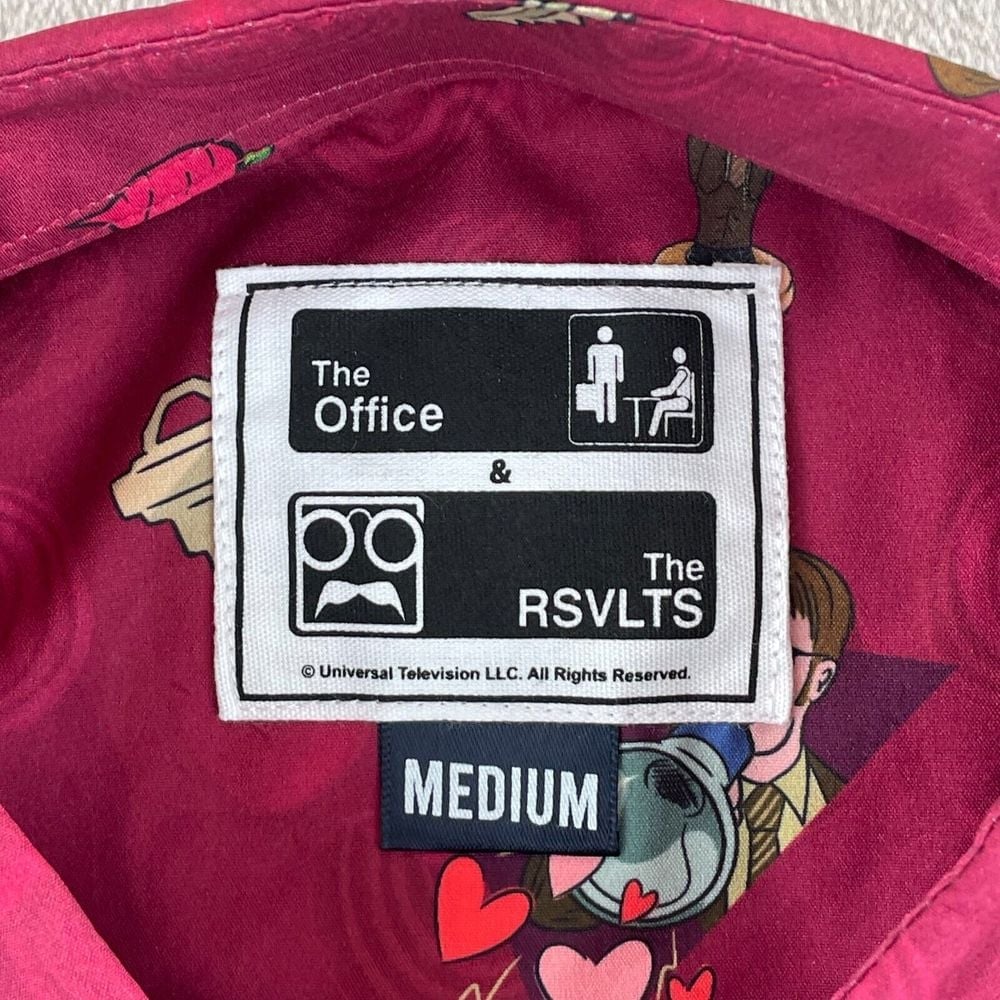 The
Office
&
The
RSVLTS
© Universal Television LLC. All Rights Reserved.
MEDIUM